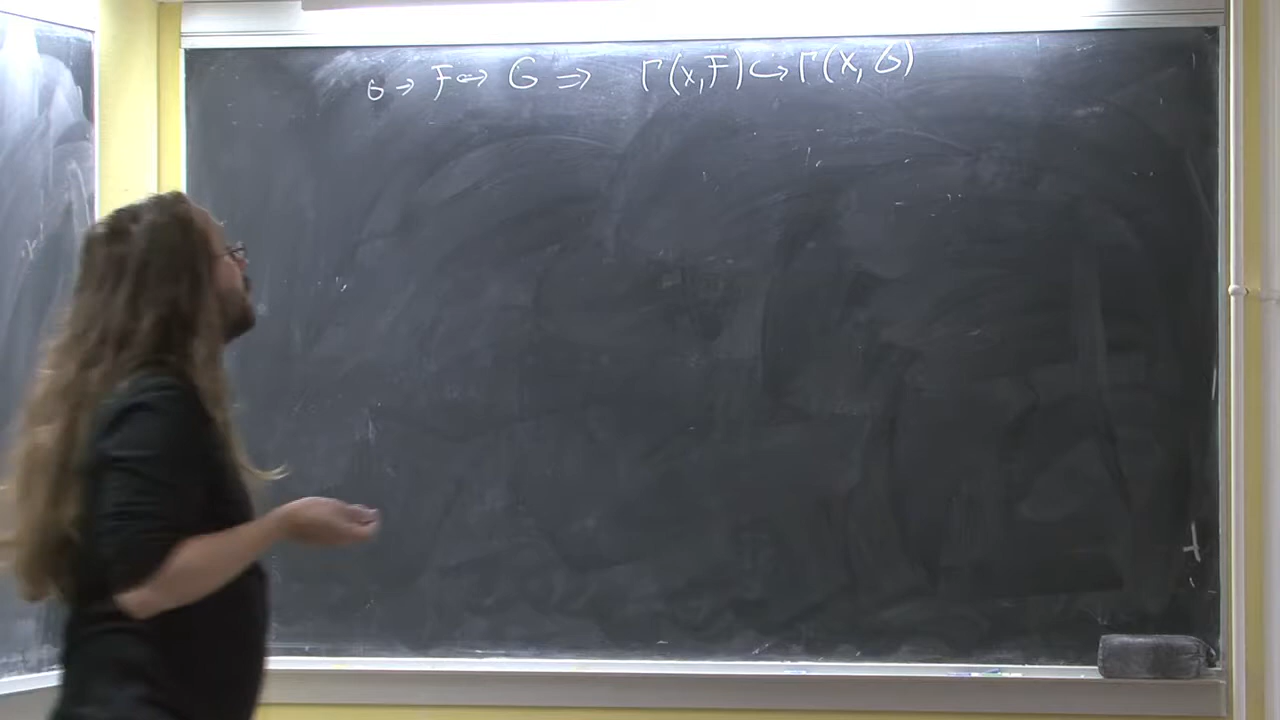 0 → F ↪ G ⇒ Γ(X, F) ↪ Γ(X, G)